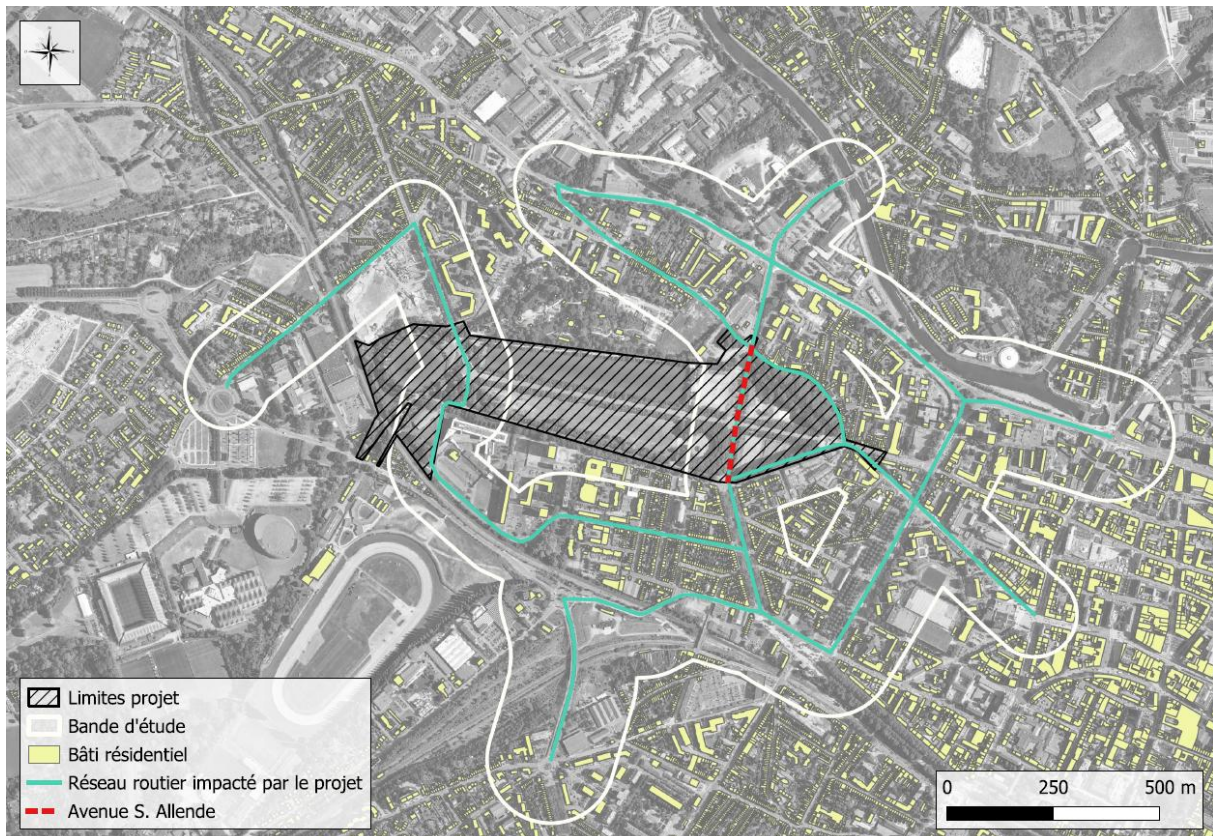 Limites projet
Bande d'étude
Bâti résidentiel
Réseau routier impacté par le projet
Avenue S. Allende
0 250 500 m